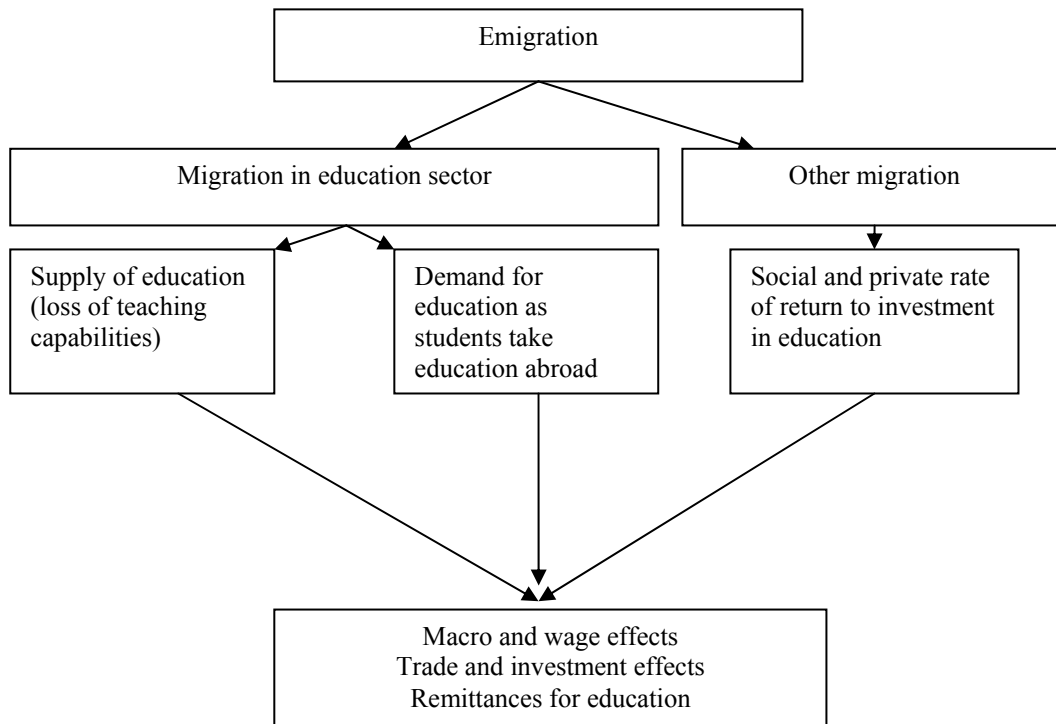 Emigration
Migration in education sector
Other migration
Supply of education
(loss of teaching
capabilities)
Demand for
education as
students take
education abroad
Social and private rate
of return to investment
in education
Macro and wage effects
Trade and investment effects
Remittances for education